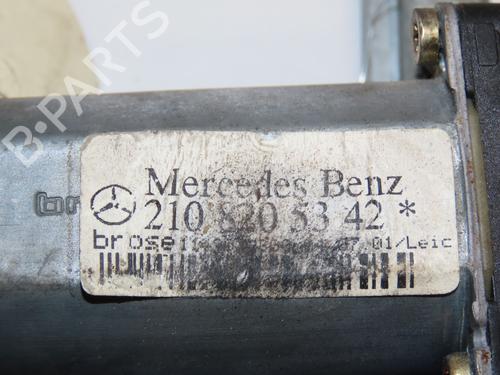 B-PARTS
Mercedes Benz
210 820 53 42 *
brose 01/Leic